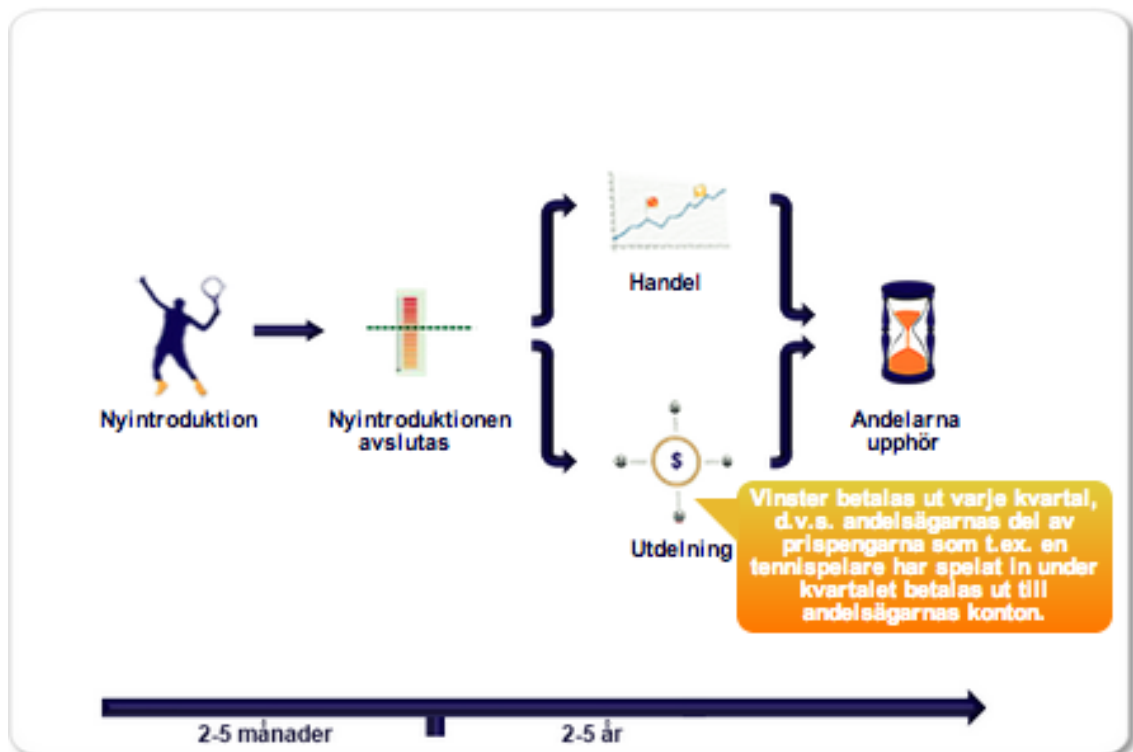 Handel
Nyintroduktion
Nyintroduktionen
avslutas
$
Utdelning
Andelarna
upphör
Vinster betalas ut varje kvartal,
d.v.s. andelsägarnas del av
prispengarna som t.ex. en
tennispelare har spelat in under
kvartalet betalas ut till
andelsägarnas konton.
2-5 månader
2-5 år